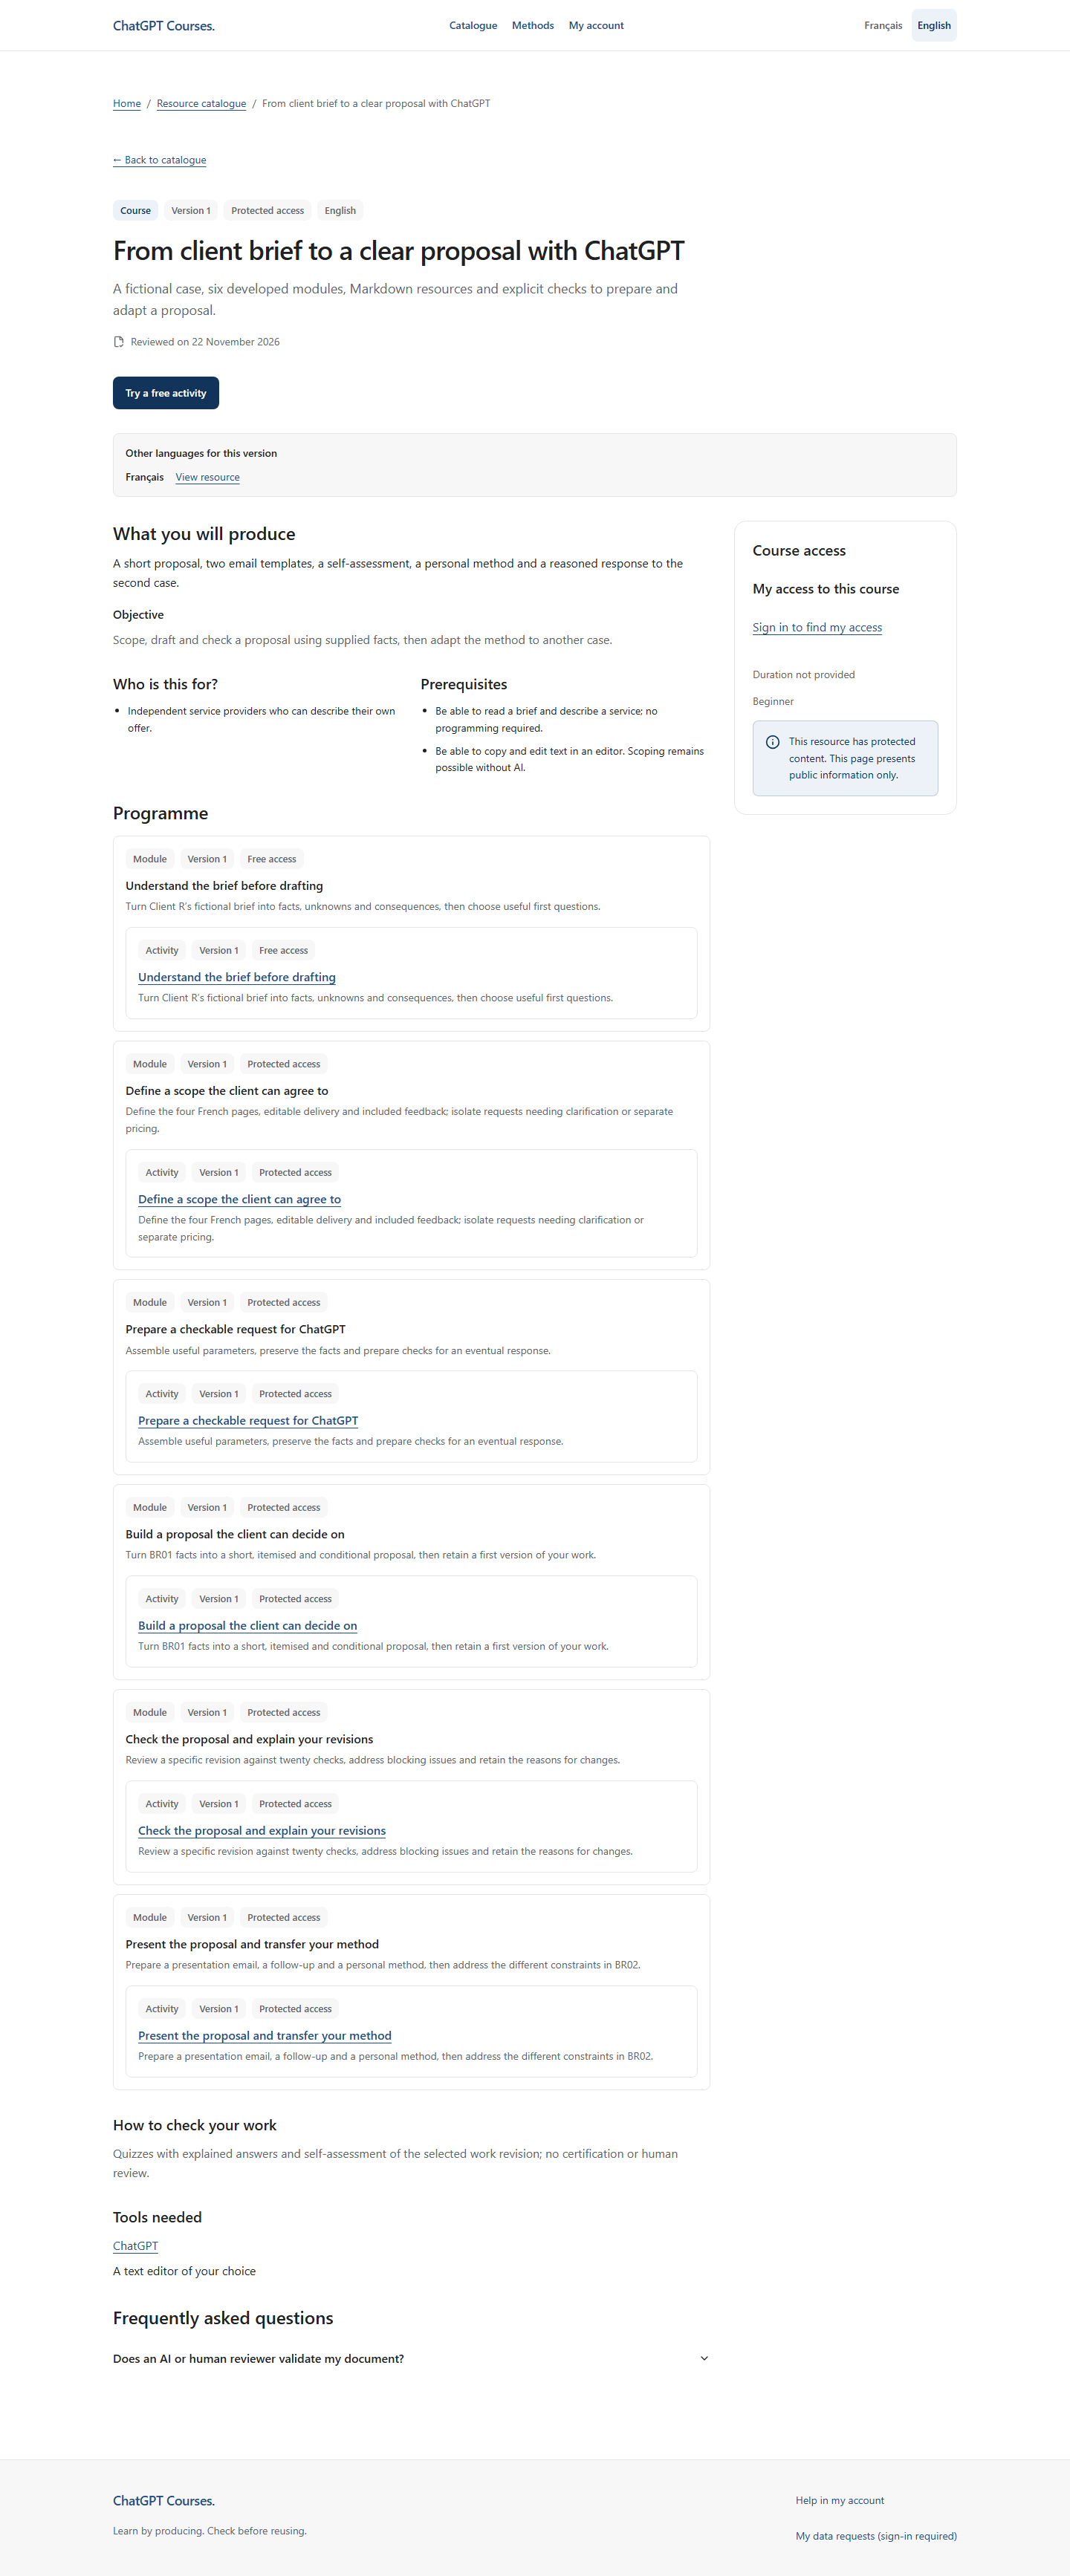 ChatGPT Courses.
Catalogue Methods My account
Français English
Home / Resource catalogue / From client brief to a clear proposal with ChatGPT
← Back to catalogue
Course Version 1 Protected access English
From client brief to a clear proposal with ChatGPT
A fictional case, six developed modules, Markdown resources and explicit checks to prepare and
adapt a proposal.
Reviewed on 22 November 2026
Try a free activity
Other languages for this version
Français View resource
What you will produce
A short proposal, two email templates, a self-assessment, a personal method and a reasoned response to the
second case.
Objective
Scope, draft and check a proposal using supplied facts, then adapt the method to another case.
Who is this for?
• Independent service providers who can describe their own
offer.
Prerequisites
• Be able to read a brief and describe a service; no
programming required.
• Be able to copy and edit text in an editor. Scoping remains
possible without AI.
Course access
My access to this course
Sign in to find my access
Duration not provided
Beginner
This resource has protected
content. This page presents
public information only.
Programme
Module Version 1 Free access
Understand the brief before drafting
Turn Client R's fictional brief into facts, unknowns and consequences, then choose useful first questions.
Activity Version 1 Free access
Understand the brief before drafting
Turn Client R's fictional brief into facts, unknowns and consequences, then choose useful first questions.
Module Version 1 Protected access
Define a scope the client can agree to
Define the four French pages, editable delivery and included feedback; isolate requests needing clarification or separate
pricing.
Activity Version 1 Protected access
Define a scope the client can agree to
Define the four French pages, editable delivery and included feedback; isolate requests needing clarification or
separate pricing.
Module Version 1 Protected access
Prepare a checkable request for ChatGPT
Assemble useful parameters, preserve the facts and prepare checks for an eventual response.
Activity Version 1 Protected access
Prepare a checkable request for ChatGPT
Assemble useful parameters, preserve the facts and prepare checks for an eventual response.
Module Version 1 Protected access
Build a proposal the client can decide on
Turn BR01 facts into a short, itemised and conditional proposal, then retain a first version of your work.
Activity Version 1 Protected access
Build a proposal the client can decide on
Turn BR01 facts into a short, itemised and conditional proposal, then retain a first version of your work.
Module Version 1 Protected access
Check the proposal and explain your revisions
Review a specific revision against twenty checks, address blocking issues and retain the reasons for changes.
Activity Version 1 Protected access
Check the proposal and explain your revisions
Review a specific revision against twenty checks, address blocking issues and retain the reasons for changes.
Module Version 1 Protected access
Present the proposal and transfer your method
Prepare a presentation email, a follow-up and a personal method, then address the different constraints in BR02.
Activity Version 1 Protected access
Present the proposal and transfer your method
Prepare a presentation email, a follow-up and a personal method, then address the different constraints in BR02.
How to check your work
Quizzes with explained answers and self-assessment of the selected work revision; no certification or human
review.
Tools needed
ChatGPT
A text editor of your choice
Frequently asked questions
Does an AI or human reviewer validate my document?
ChatGPT Courses.
Learn by producing. Check before reusing.
Help in my account
My data requests (sign-in required)